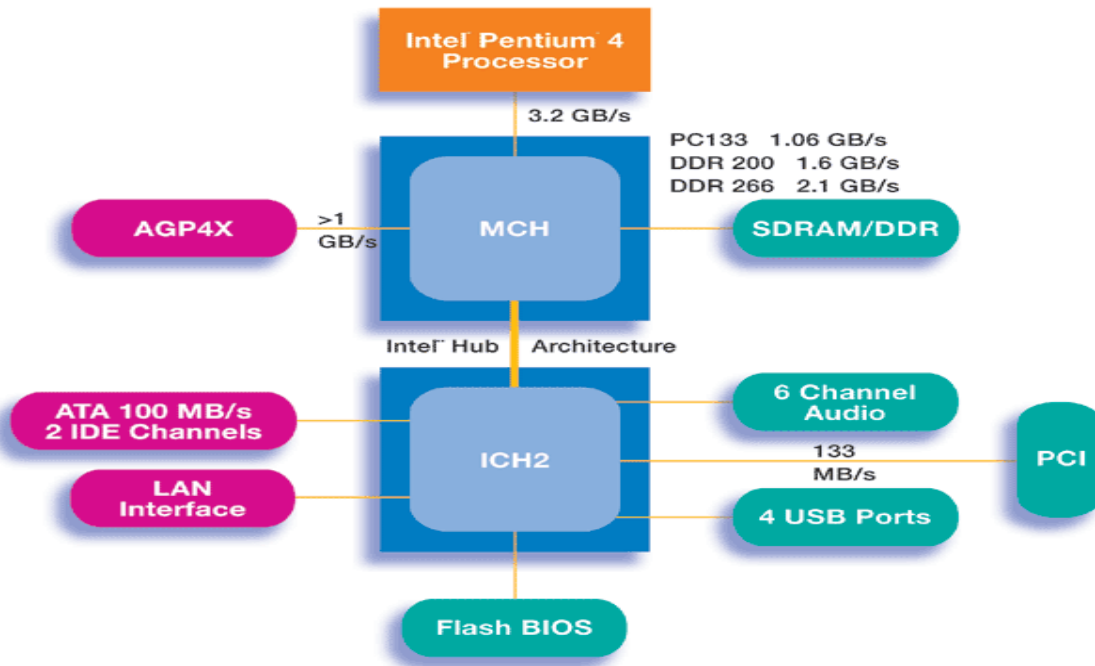 Intel® Pentium® 4
Processor
3.2 GB/s
PC133 1.06 GB/s
DDR 200 1.6 GB/s
DDR 266 2.1 GB/s
AGP4X
>1
GB/s
MCH
SDRAM/DDR
Intel® Hub Architecture
ATA 100 MB/s
2 IDE Channels
6 Channel
Audio
ICH2
133
MB/s
PCI
LAN
Interface
4 USB Ports
Flash BIOS